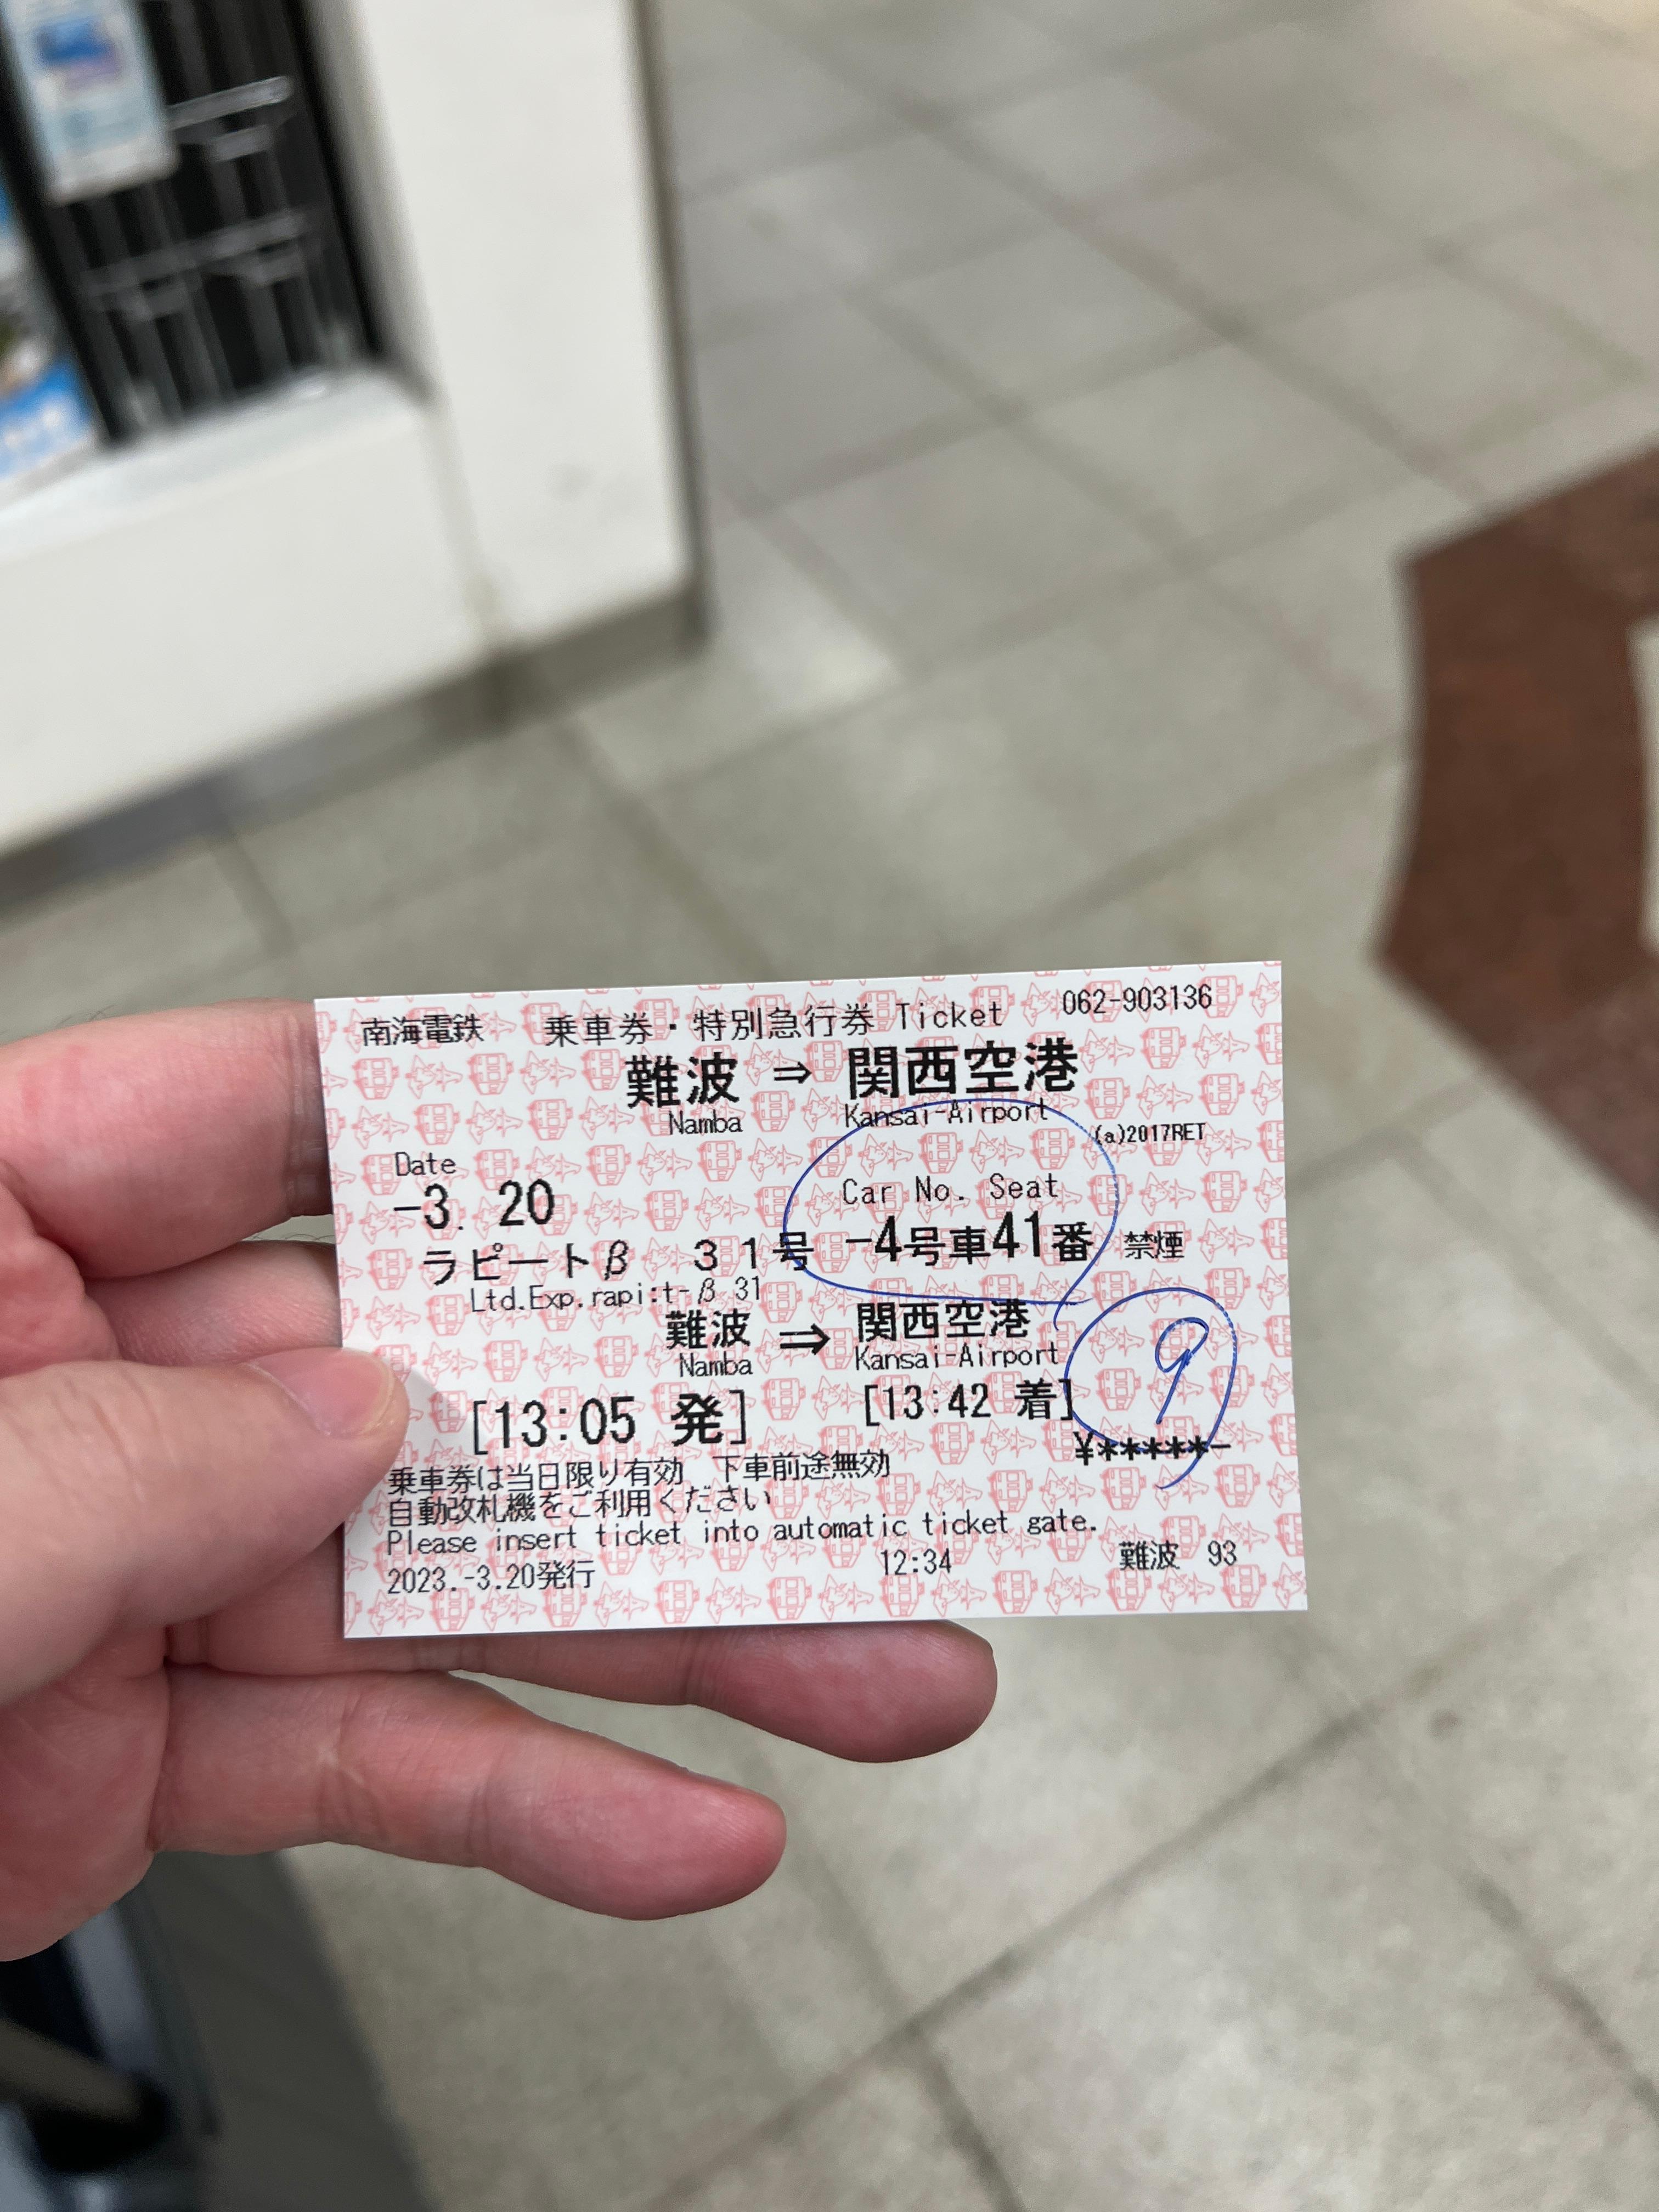 南海電鉄 乗車券・特別急行券 Ticket 062-903136
難波 ⇒ 関西空港
Namba Kansai-Airport
(a)2017RET
Date
Car No. Seat
-3. 20
-4号車41番 禁煙
ラピートβ 31号
Ltd.Exp.rapi:t-β 31
難波 ⇒ 関西空港
Namba Kansai-Airport
9
[13:05 発] [13:42 着]
¥*****-
乗車券は当日限り有効 下車前途無効
自動改札機をご利用ください
Please insert ticket into automatic ticket gate.
2023.-3.20発行 12:34 難波 93